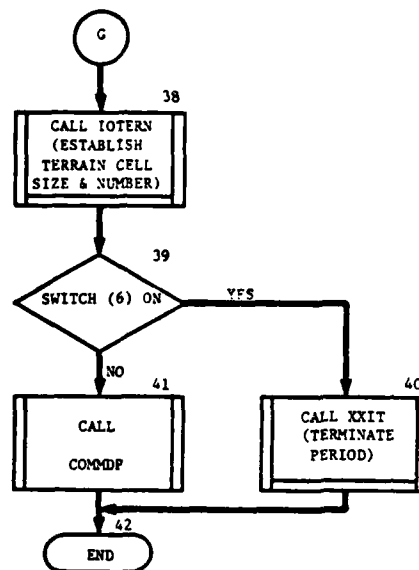 G
38
CALL IOTERN
(ESTABLISH
TERRAIN CELL
SIZE & NUMBER)
39
SWITCH (6) ON
YES
NO
41
CALL
COMMDF
40
CALL XXIT
(TERMINATE
PERIOD)
42
END